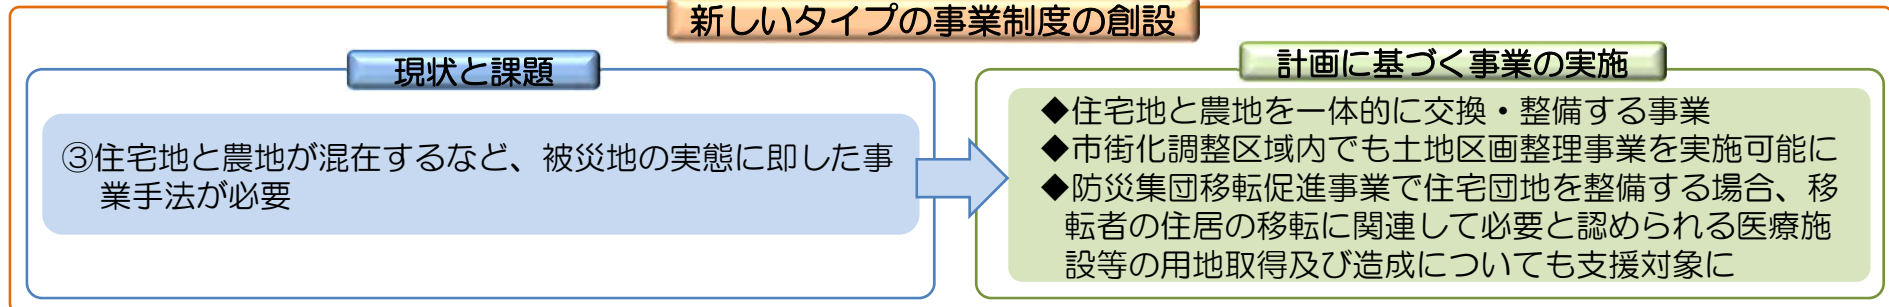 新しいタイプの事業制度の創設
現状と課題
③住宅地と農地が混在するなど、被災地の実態に即した事
業手法が必要
計画に基づく事業の実施
◆住宅地と農地を一体的に交換・整備する事業
◆市街化調整区域内でも土地区画整理事業を実施可能に
◆防災集団移転促進事業で住宅団地を整備する場合、移
転者の住居の移転に関連して必要と認められる医療施
設等の用地取得及び造成についても支援対象に